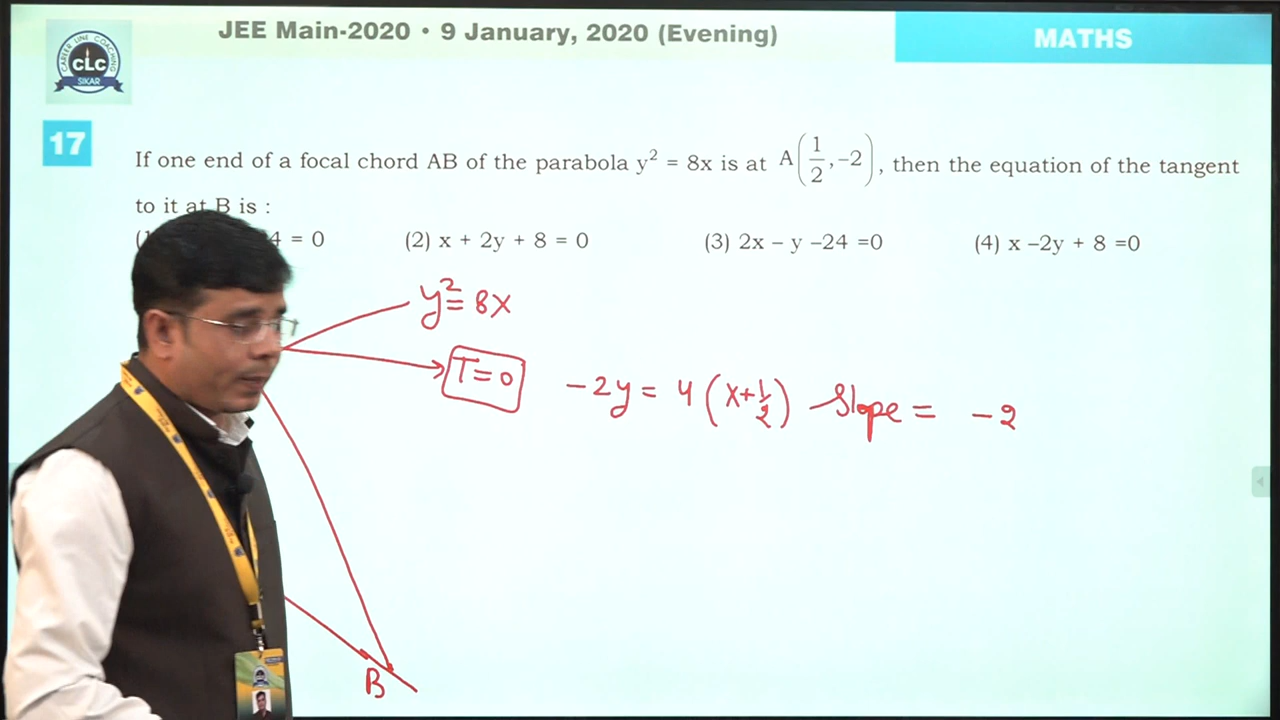 JEE Main-2020 • 9 January, 2020 (Evening)
MATHS
CAREER LINE COACHING
CLC
SIKAR
17
If one end of a focal chord AB of the parabola y² = 8x is at A(1/2, –2), then the equation of the tangent
to it at B is :
4 = 0 (2) x + 2y + 8 = 0 (3) 2x – y –24 =0 (4) x –2y + 8 =0
y² = 8x
T = 0 -2y = 4(x+1/2) Slope = -2
B